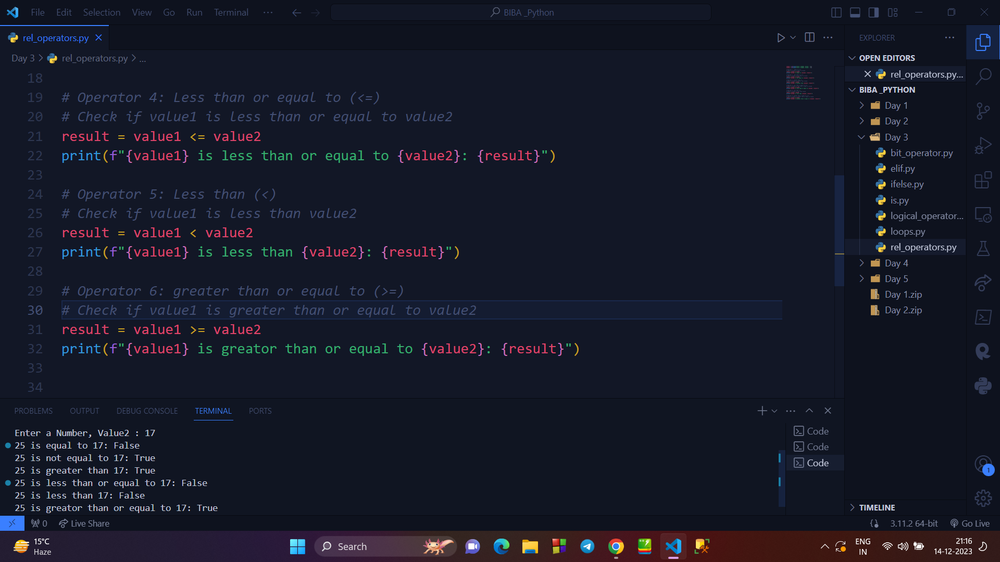 File Edit Selection View Go Run Terminal ··· BIBA _Python
rel_operators.py
Day 3 > rel_operators.py > ...
18
19 # Operator 4: Less than or equal to (<=)
20 # Check if value1 is less than or equal to value2
21 result = value1 <= value2
22 print(f"{value1} is less than or equal to {value2}: {result}")
23
24 # Operator 5: Less than (<)
25 # Check if value1 is less than value2
26 result = value1 < value2
27 print(f"{value1} is less than {value2}: {result}")
28
29 # Operator 6: greater than or equal to (>=)
30 # Check if value1 is greater than or equal to value2
31 result = value1 >= value2
32 print(f"{value1} is greator than or equal to {value2}: {result}")
33
34
PROBLEMS OUTPUT DEBUG CONSOLE TERMINAL PORTS
Enter a Number, Value2 : 17
25 is equal to 17: False
25 is not equal to 17: True
25 is greater than 17: True
25 is less than or equal to 17: False
25 is less than 17: False
25 is greator than or equal to 17: True
Code
Code
Code
EXPLORER
OPEN EDITORS
rel_operators.py...
BIBA _PYTHON
Day 1
Day 2
Day 3
bit_operator.py
elif.py
ifelse.py
is.py
logical_operator...
loops.py
rel_operators.py
Day 4
Day 5
Day 1.zip
Day 2.zip
TIMELINE
1
0 Live Share 3.11.2 64-bit Go Live
15°C
Haze
Search
ENG
IN
21:16
14-12-2023